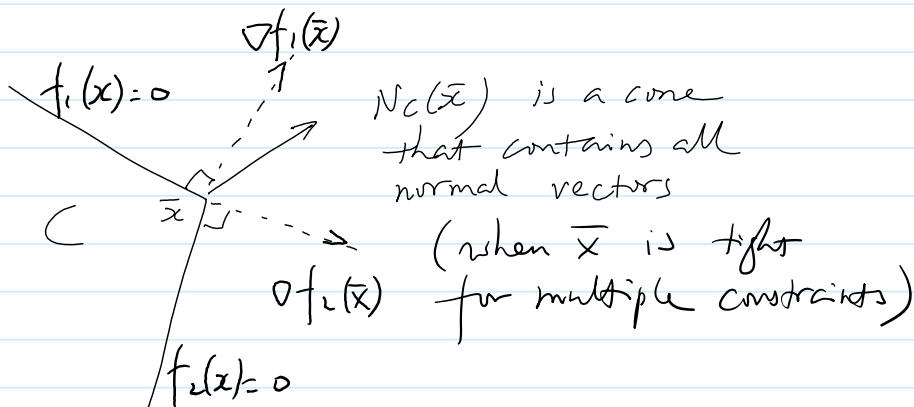 ∇f₁(x̄)
f₁(x)=0
N_C(x̄) is a cone
that contains all
normal vectors
C
x̄
(when x̄ is tight
∇f₂(x̄)
for multiple constraints)
f₂(x)=0